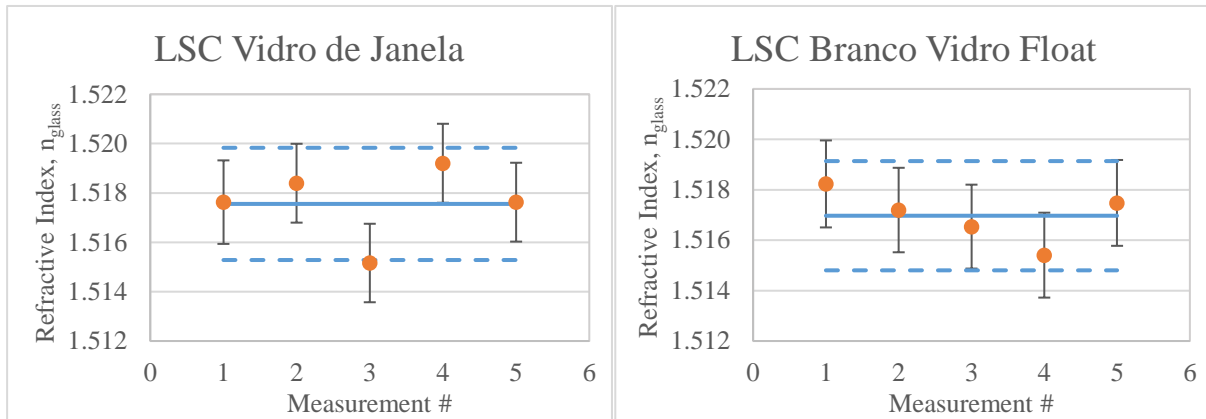 LSC Vidro de Janela
Refractive Index, n_glass
1.522
1.520
1.518
1.516
1.514
1.512
0 1 2 3 4 5 6
Measurement #
LSC Branco Vidro Float
Refractive Index, n_glass
1.522
1.520
1.518
1.516
1.514
1.512
0 1 2 3 4 5 6
Measurement #